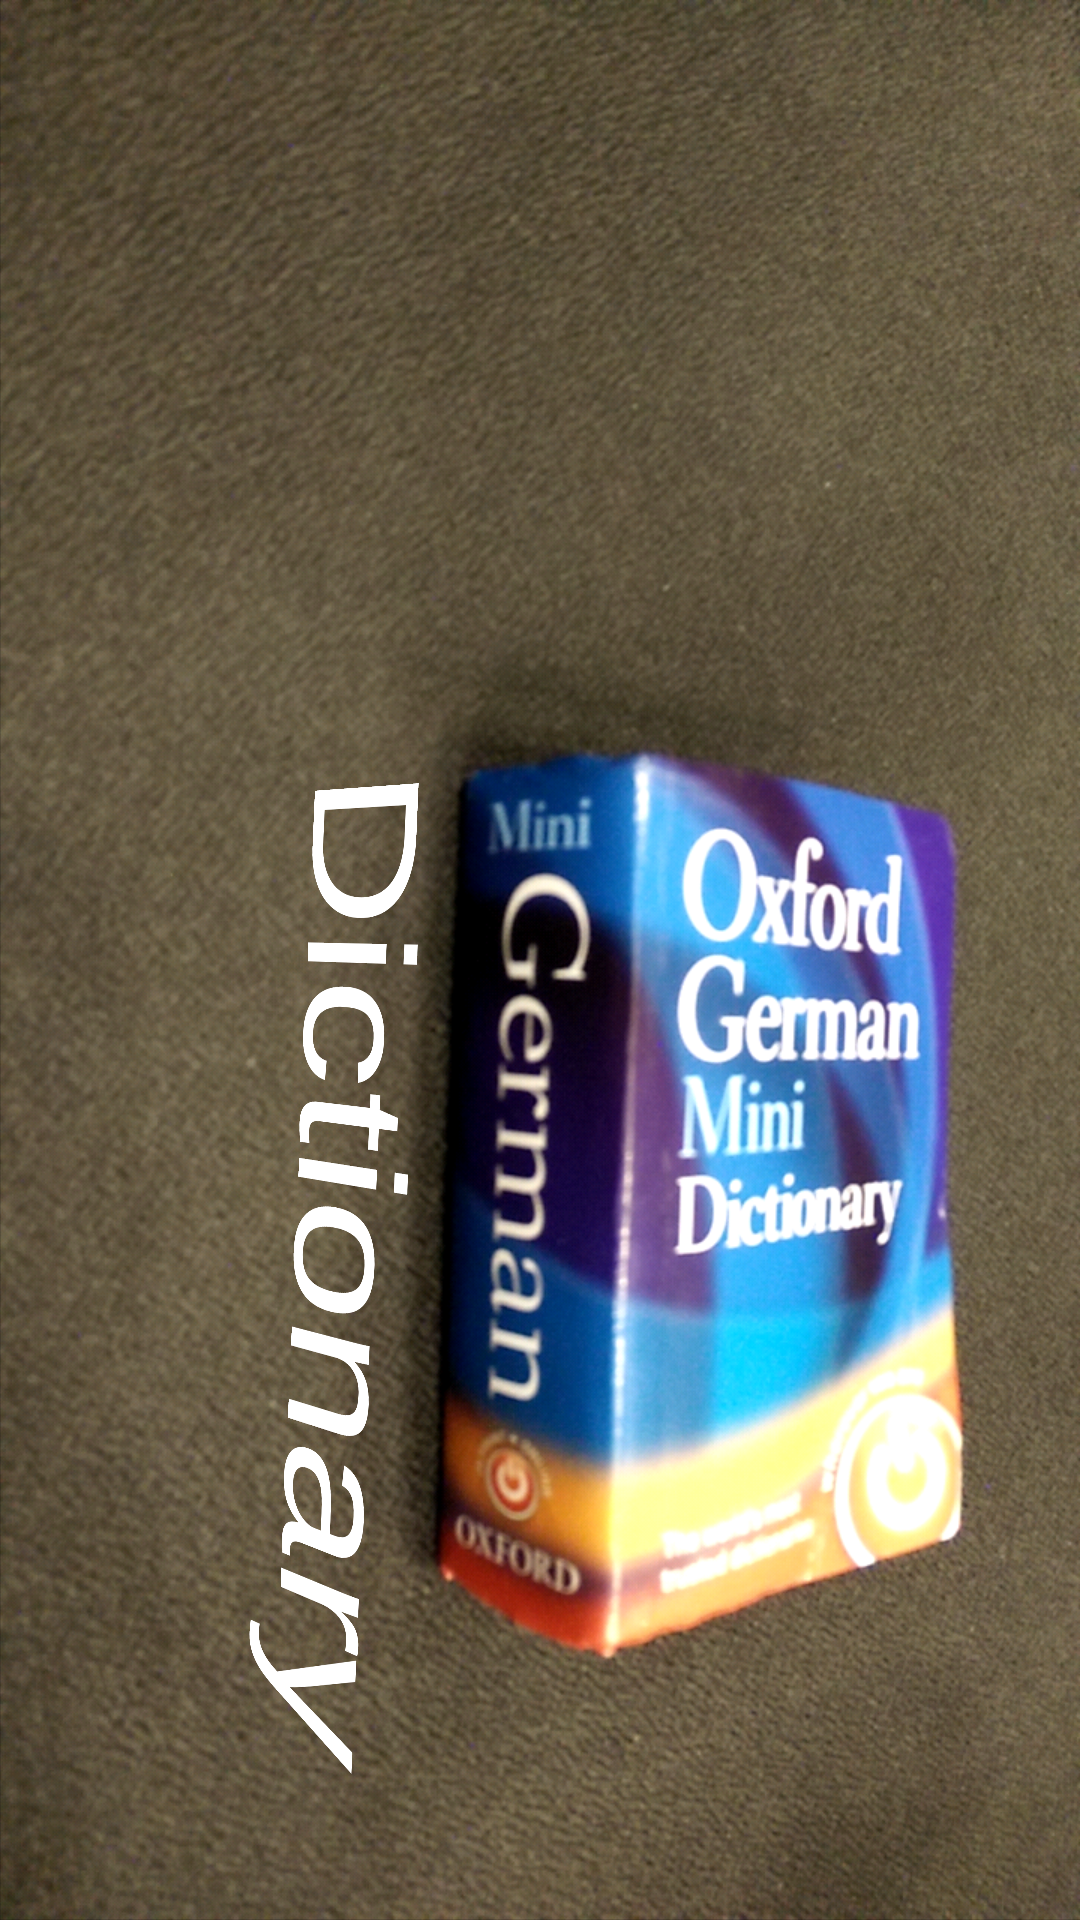 Dictionary
Mini
German
OXFORD
Oxford
German
Mini
Dictionary